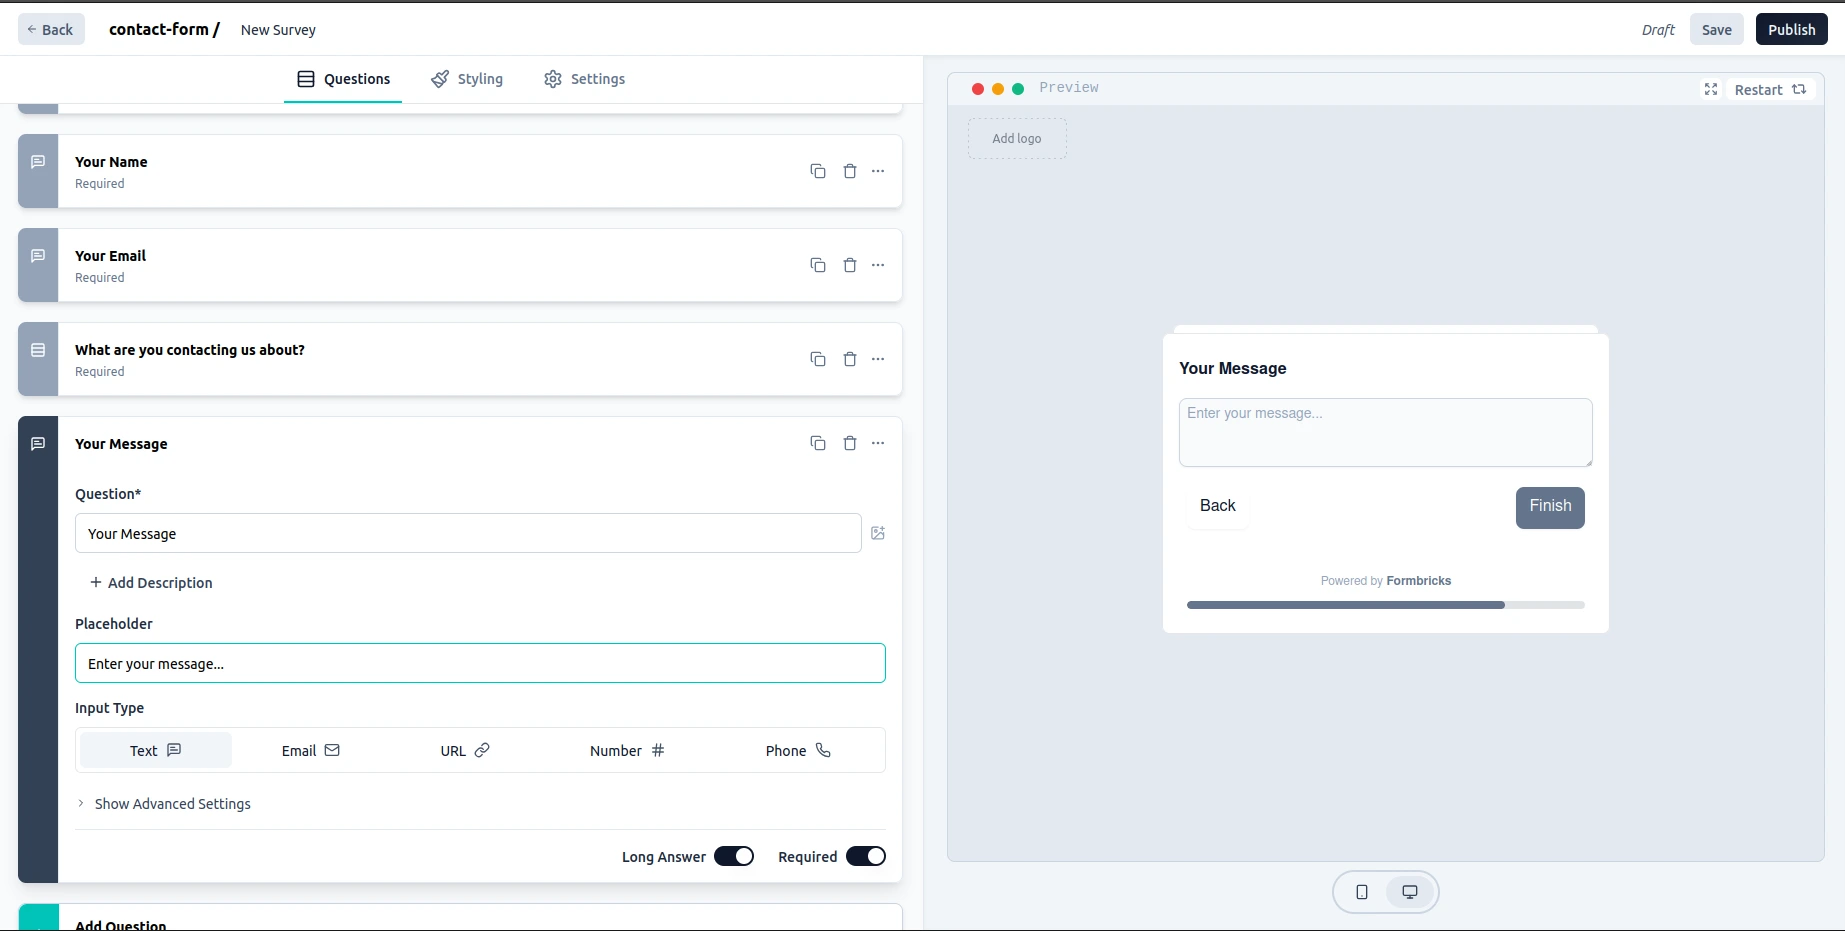 Back
contact-form /
New Survey
Draft
Save
Publish
Questions
Styling
Settings
Your Name
Required
Your Email
Required
What are you contacting us about?
Required
Your Message
Question*
Your Message
+ Add Description
Placeholder
Enter your message...
Input Type
Text
Email
URL
Number
Phone
Show Advanced Settings
Long Answer
Required
Add Question
Preview
Restart
Add logo
Your Message
Enter your message...
Back
Finish
Powered by Formbricks